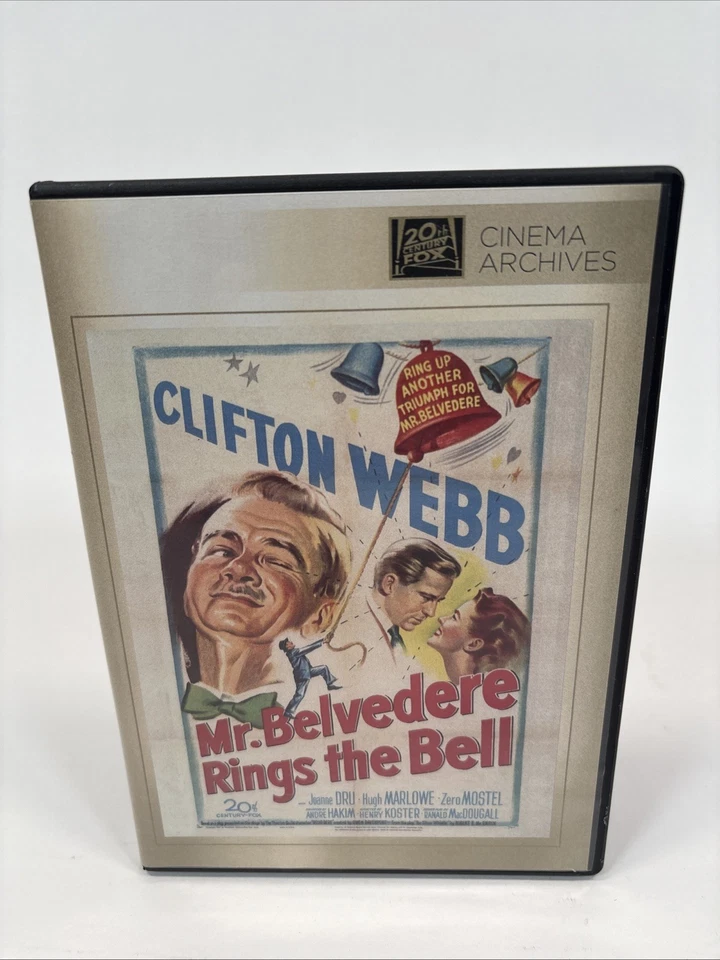 20th
CENTURY
FOX
CINEMA
ARCHIVES
RING UP
ANOTHER
TRIUMPH FOR
MR. BELVEDERE
CLIFTON WEBB
Mr. Belvedere
Rings the Bell
Joanne DRU · Hugh MARLOWE · Zero MOSTEL
ANDRE HAKIM HENRY KOSTER RANALD MacDOUGALL
20th
CENTURY-FOX